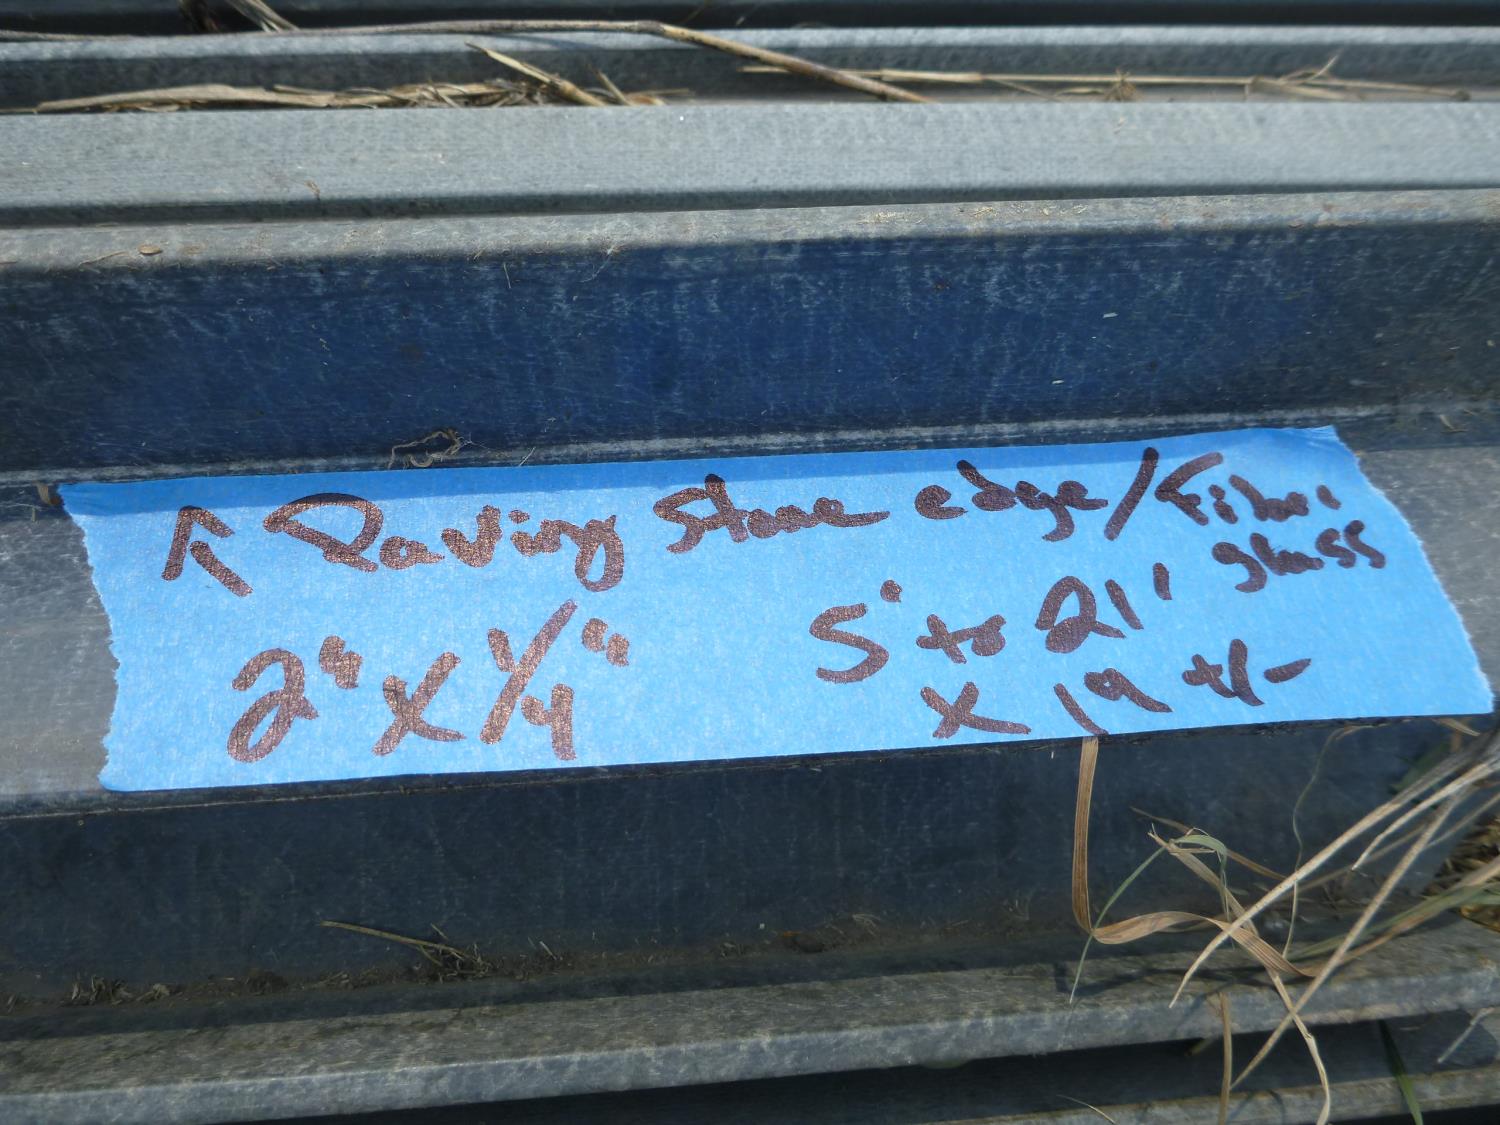 ↑ Paving Stone edge/Fiber
glass
2" x 1/4" 5' to 21'
x 19 +/-